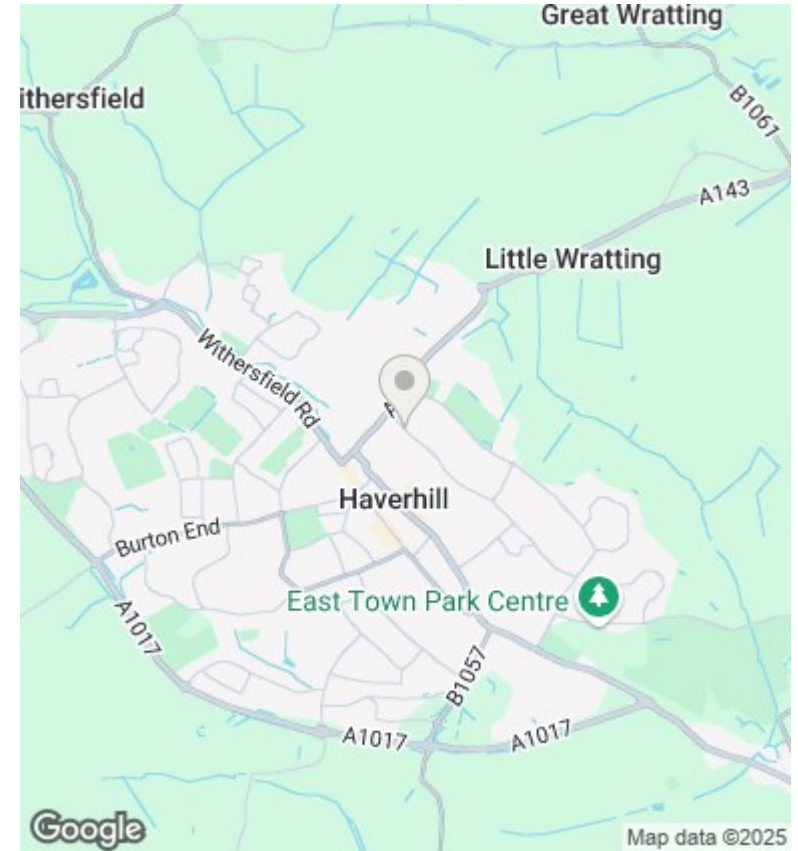 Great Wratting
ithersfield
B1061
A143
Little Wratting
Withersfield Rd
Haverhill
Burton End
East Town Park Centre
A1017
B1057
A1017
A1017
Google
Map data ©2025